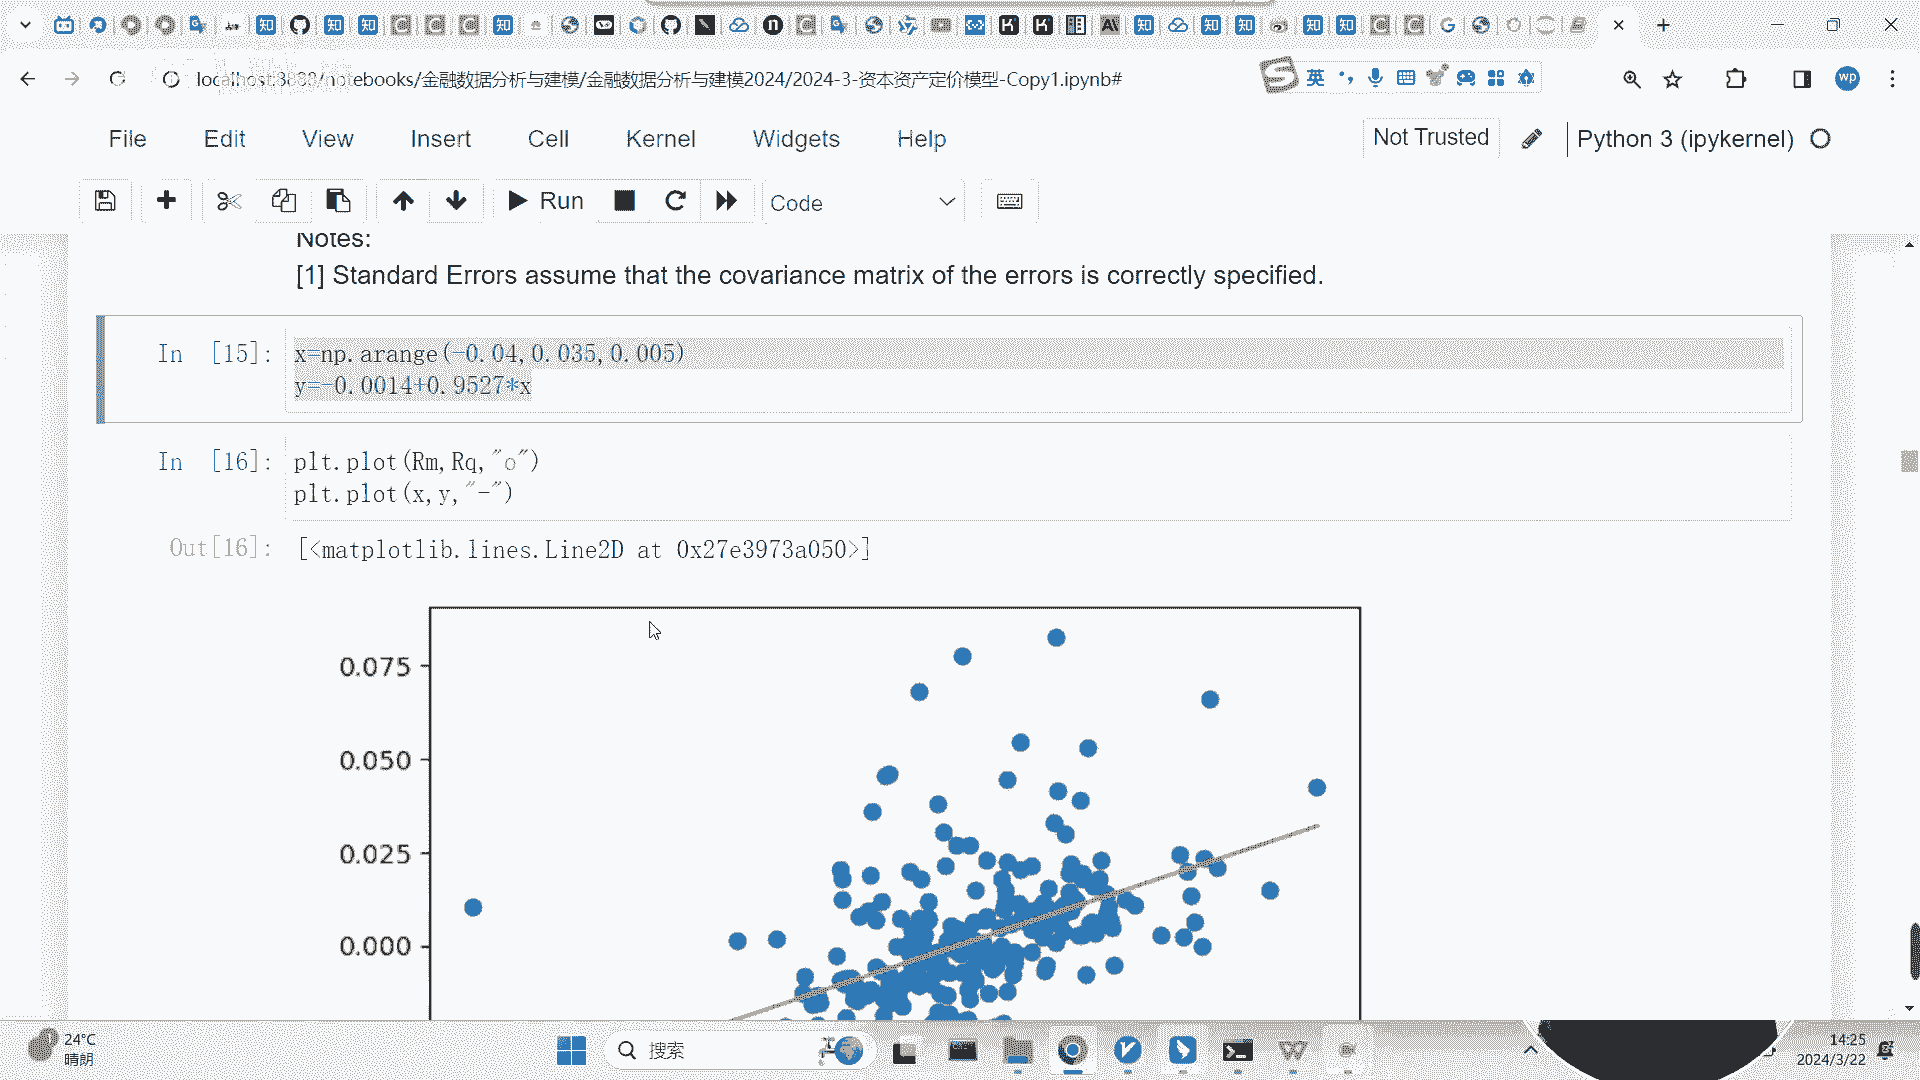 localhost:8888/notebooks/金融数据分析与建模/金融数据分析与建模2024/2024-3-资本资产定价模型-Copy1.ipynb#
英
wp
File Edit View Insert Cell Kernel Widgets Help
Not Trusted
Python 3 (ipykernel)
Run
Code
Notes:
[1] Standard Errors assume that the covariance matrix of the errors is correctly specified.
In [15]: x=np.arange(-0.04,0.035,0.005)
y=-0.0014+0.9527*x
In [16]: plt.plot(Rm,Rq,"o")
plt.plot(x,y,"-")
Out[16]: [<matplotlib.lines.Line2D at 0x27e3973a050>]
0.075
0.050
0.025
0.000
24°C
晴朗
搜索
14:25
2024/3/22